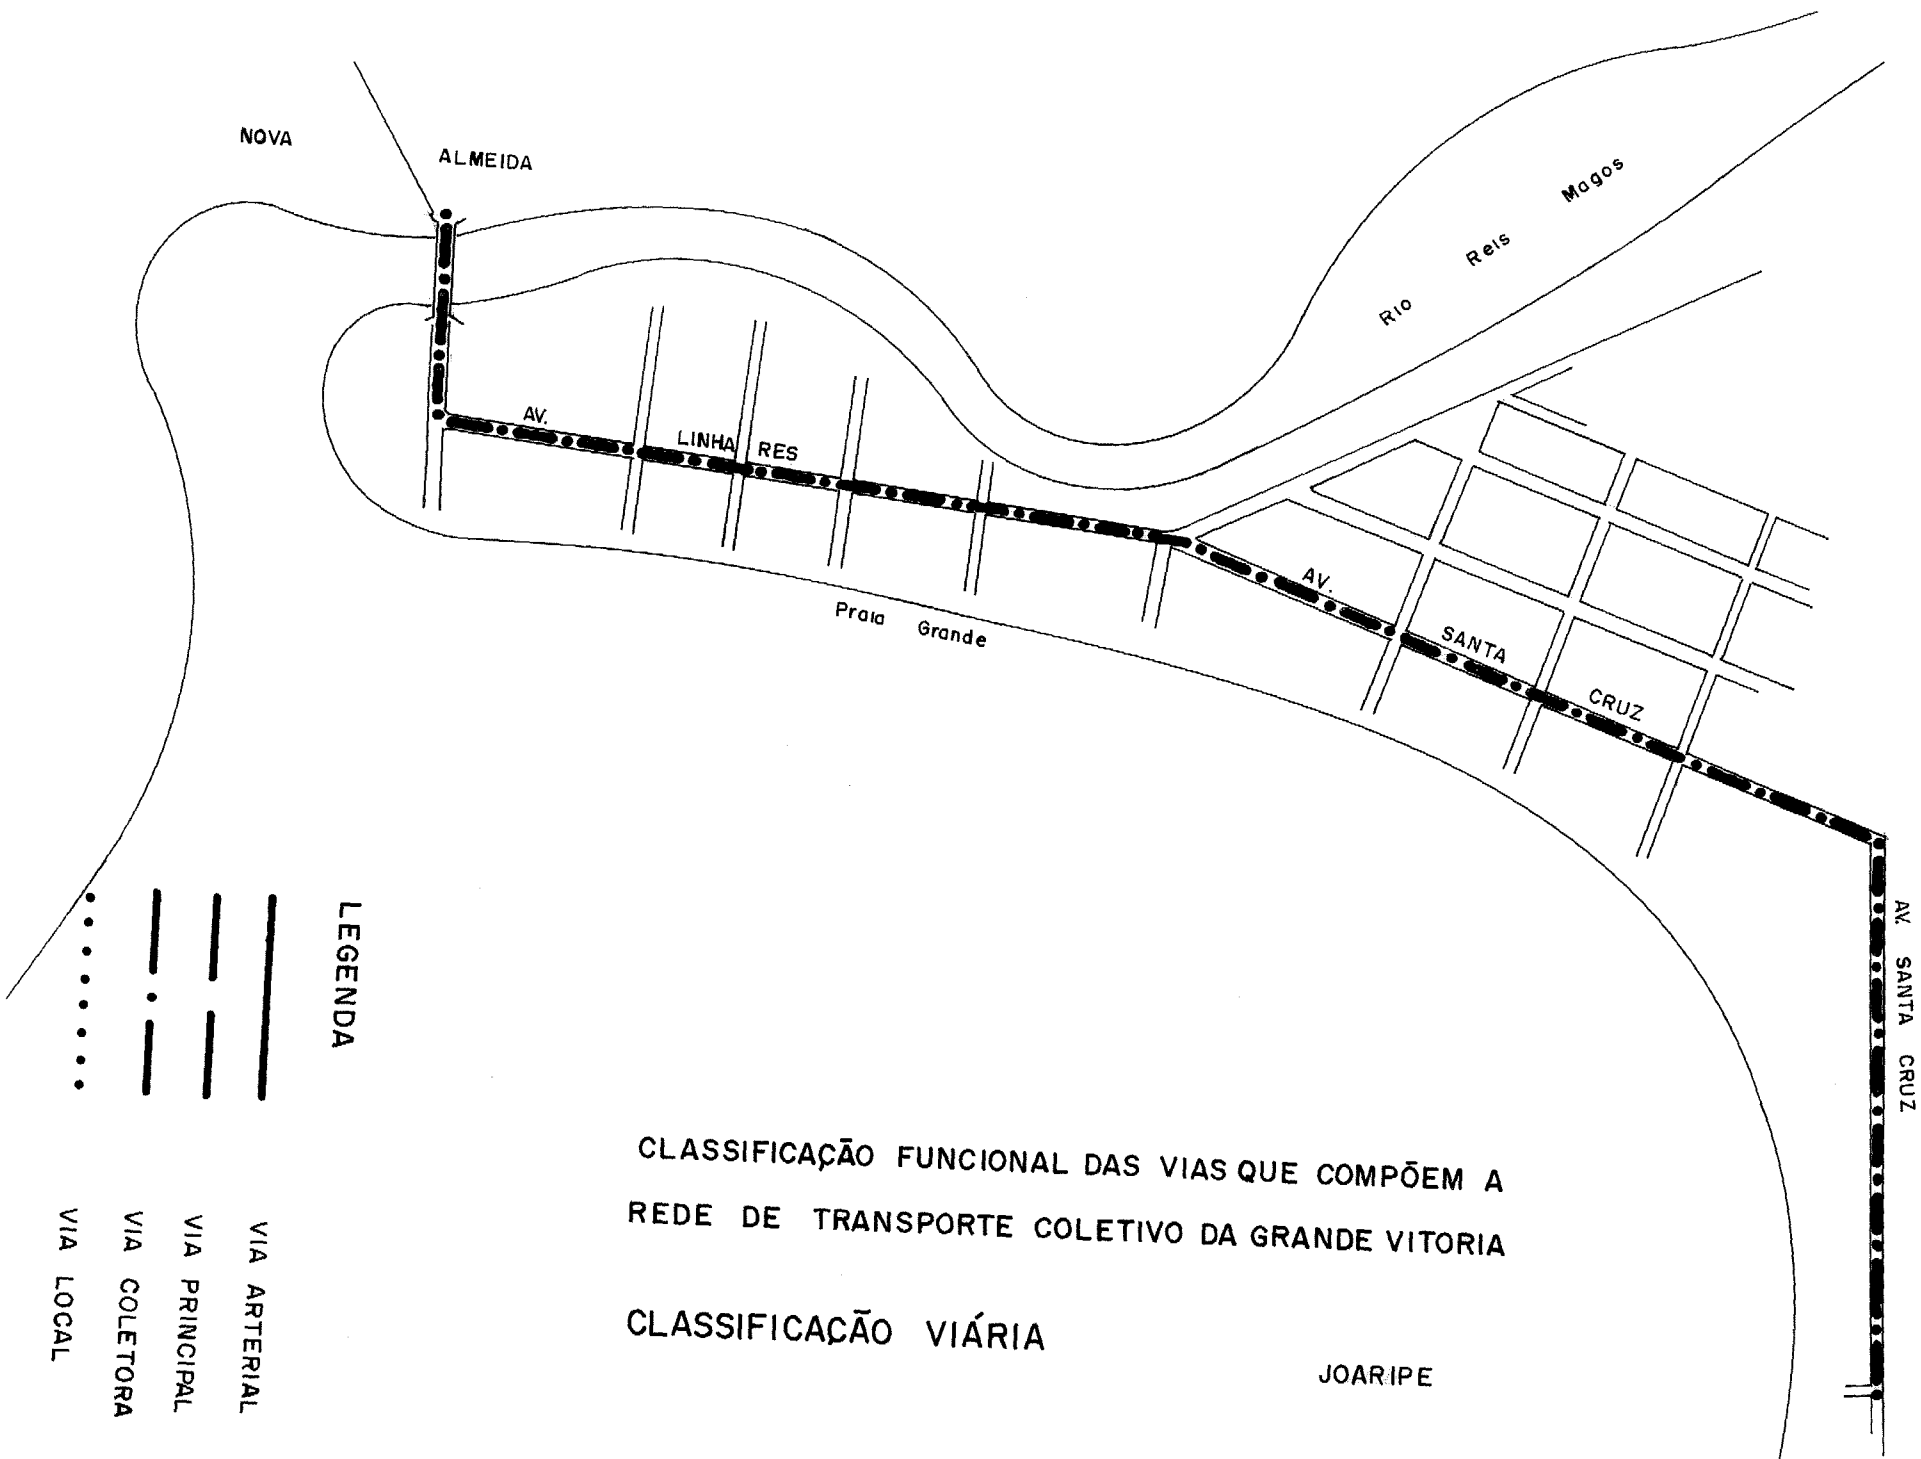 NOVA ALMEIDA
Rio Reis Magos
AV. LINHARES
Praia Grande
AV. SANTA CRUZ
AV. SANTA CRUZ
LEGENDA
VIA ARTERIAL
VIA PRINCIPAL
VIA COLETORA
VIA LOCAL
CLASSIFICAÇÃO FUNCIONAL DAS VIAS QUE COMPÕEM A
REDE DE TRANSPORTE COLETIVO DA GRANDE VITORIA
CLASSIFICAÇÃO VIÁRIA
JOARIPE